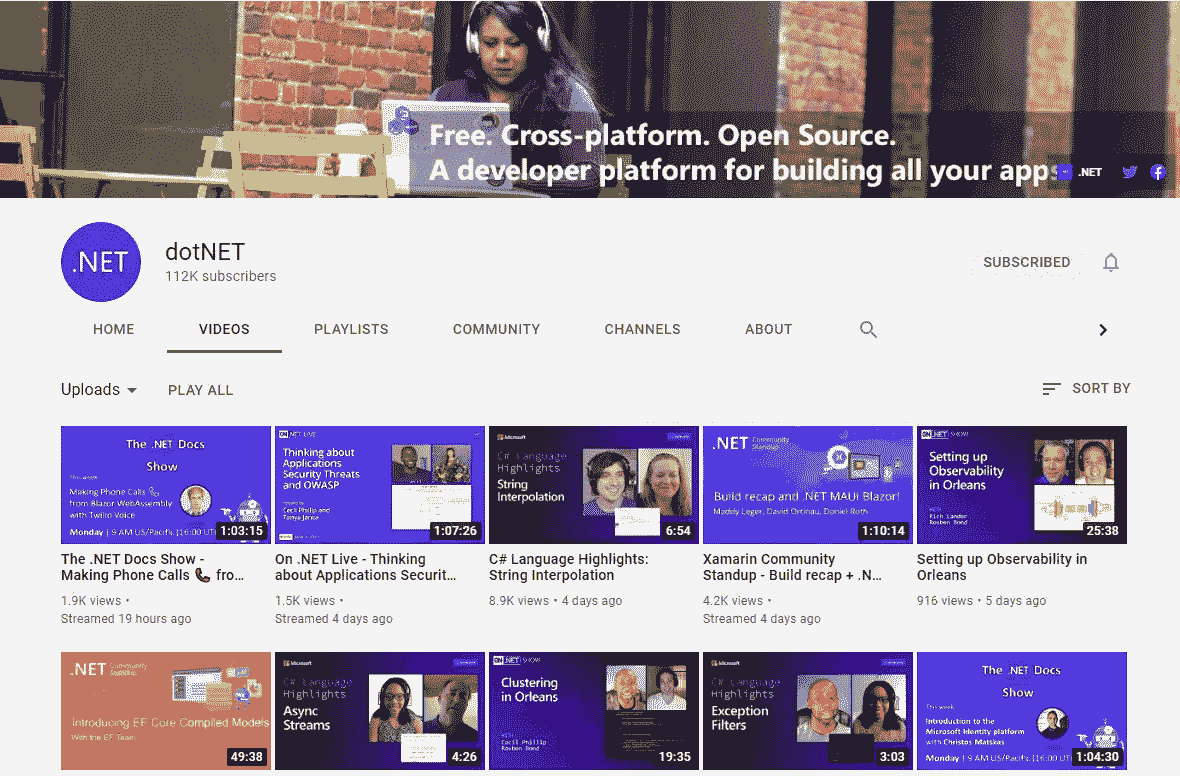 Free. Cross-platform. Open Source.
A developer platform for building all your apps
.NET
.NET
dotNET
112K subscribers
SUBSCRIBED
HOME
VIDEOS
PLAYLISTS
COMMUNITY
CHANNELS
ABOUT
Uploads
PLAY ALL
SORT BY
The .NET Docs
Show
This week
Making Phone Calls
from Blazor WebAssembly
with Twilio Voice
Monday | 9 AM US/Pacific (16:00 UT
1:03:15
The .NET Docs Show -
Making Phone Calls 📞 fro...
1.9K views •
Streamed 19 hours ago
ON .NET LIVE
Thinking about
Applications
Security Threats
and OWASP
Cecil Phillip and
Tanya Janca
1:07:26
On .NET Live - Thinking
about Applications Securit...
1.5K views •
Streamed 4 days ago
Microsoft
C# Language
Highlights
String
Interpolation
6:54
C# Language Highlights:
String Interpolation
8.9K views • 4 days ago
.NET Community
Standup
Build recap and .NET MAUI Blazor!
Maddy Leger, David Ortinau, Daniel Roth
1:10:14
Xamarin Community
Standup - Build recap + .N...
4.2K views •
Streamed 4 days ago
ON .NET SHOW
Setting up
Observability
in Orleans
WITH
Rich Lander
Reuben Bond
25:38
Setting up Observability in
Orleans
916 views • 5 days ago
.NET Community
Standup
Introducing EF Core Compiled Models
With the EF Team
49:38
Microsoft
C# Language
Highlights
Async
Streams
4:26
ON .NET SHOW
Clustering
in Orleans
WITH
Cecil Phillip
Reuben Bond
19:35
Microsoft
C# Language
Highlights
Exception
Filters
3:03
The .NET Docs
Show
This week
Introduction to the
Microsoft Identity platform
with Christos Matskas
Monday | 9 AM US/Pacific (16:00 UT
1:04:30